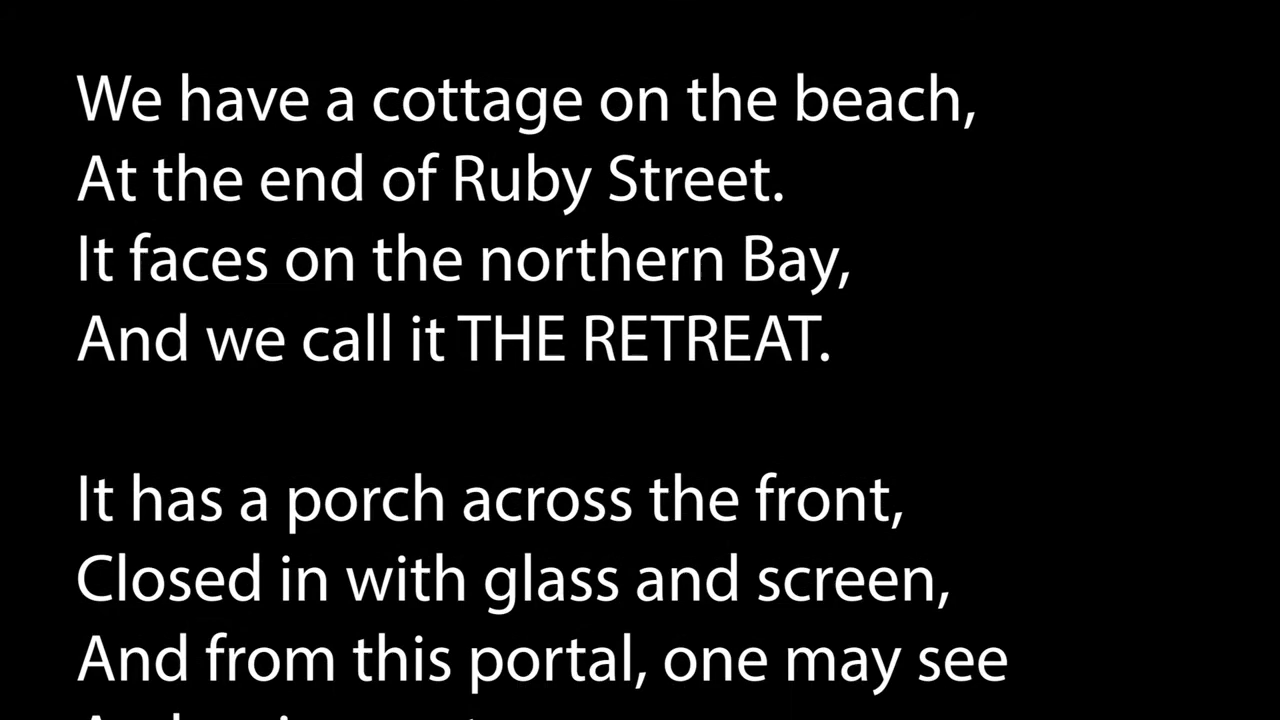 We have a cottage on the beach,
At the end of Ruby Street.
It faces on the northern Bay,
And we call it THE RETREAT.
It has a porch across the front,
Closed in with glass and screen,
And from this portal, one may see